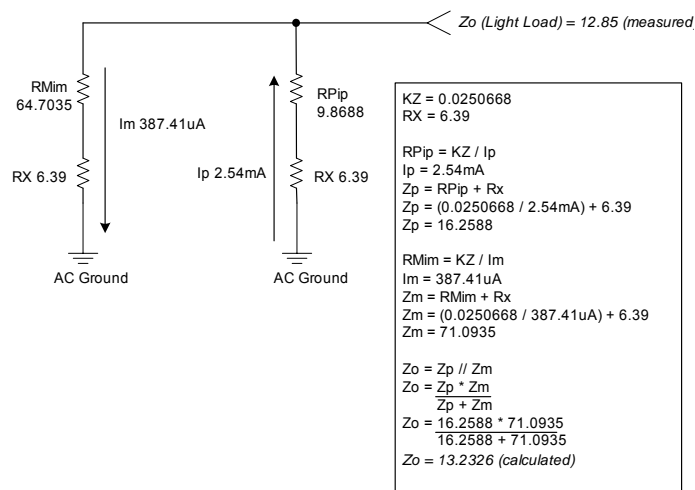 Zo (Light Load) = 12.85 (measured)
RMim
64.7035
Im 387.41uA
RX 6.39
AC Ground
RPip
9.8688
Ip 2.54mA
RX 6.39
AC Ground
KZ = 0.0250668
RX = 6.39
RPip = KZ / Ip
Ip = 2.54mA
Zp = RPip + Rx
Zp = (0.0250668 / 2.54mA) + 6.39
Zp = 16.2588
RMim = KZ / Im
Im = 387.41uA
Zm = RMim + Rx
Zm = (0.0250668 / 387.41uA) + 6.39
Zm = 71.0935
Zo = Zp // Zm
Zo = Zp * Zm
Zp + Zm
Zo = 16.2588 * 71.0935
16.2588 + 71.0935
Zo = 13.2326 (calculated)